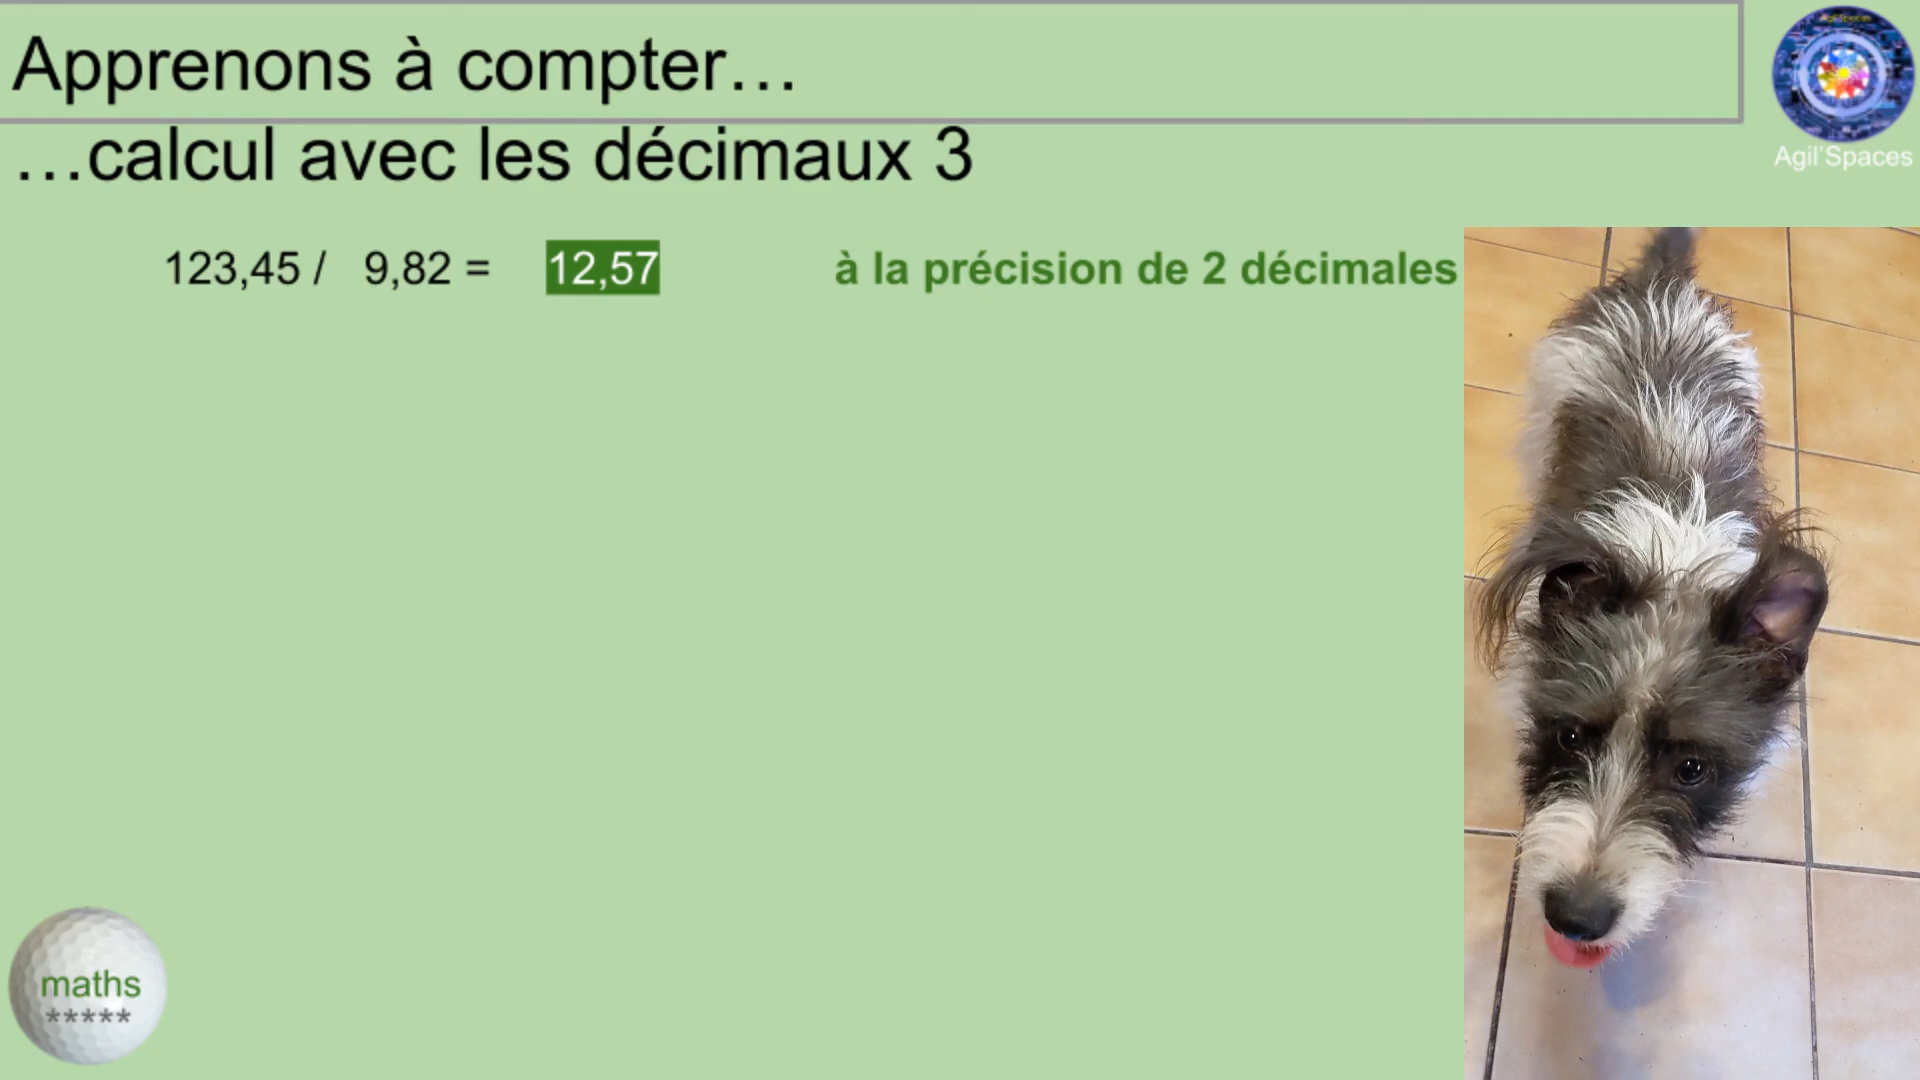 Apprenons à compter…
Agil'Spaces
…calcul avec les décimaux 3
123,45 / 9,82 = 12,57 à la précision de 2 décimales
maths
*****